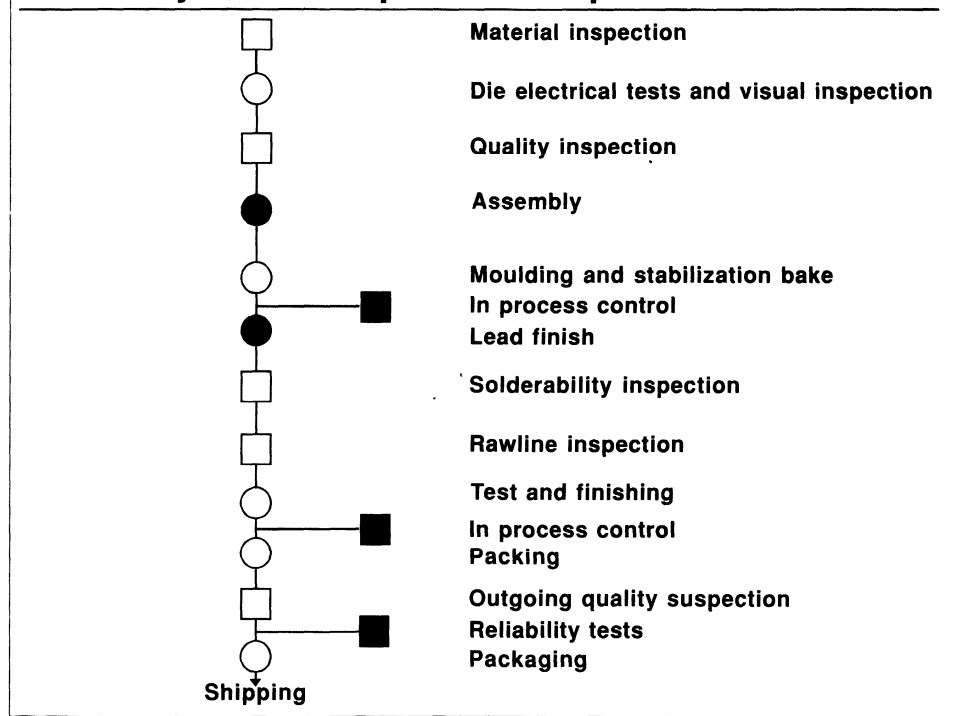 Material inspection
Die electrical tests and visual inspection
Quality inspection
Assembly
Moulding and stabilization bake
In process control
Lead finish
Solderability inspection
Rawline inspection
Test and finishing
In process control
Packing
Outgoing quality suspection
Reliability tests
Packaging
Shipping